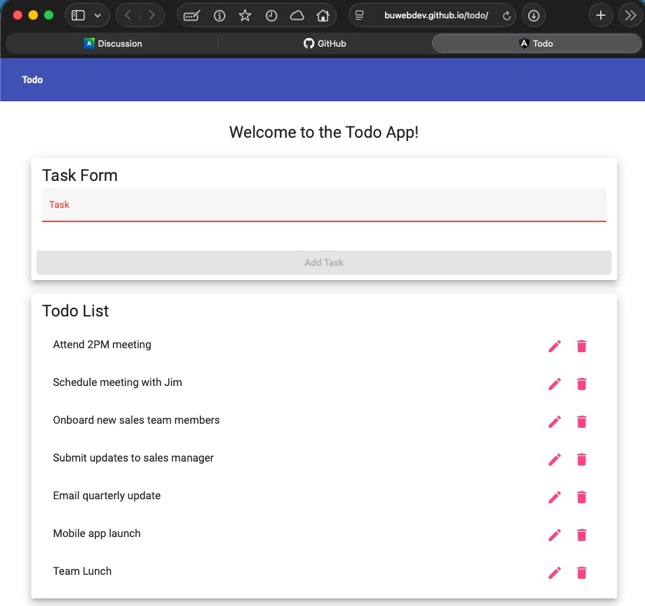 buwebdev.github.io/todo/
Discussion
GitHub
Todo
Todo
Welcome to the Todo App!
Task Form
Task
Add Task
Todo List
Attend 2PM meeting
Schedule meeting with Jim
Onboard new sales team members
Submit updates to sales manager
Email quarterly update
Mobile app launch
Team Lunch